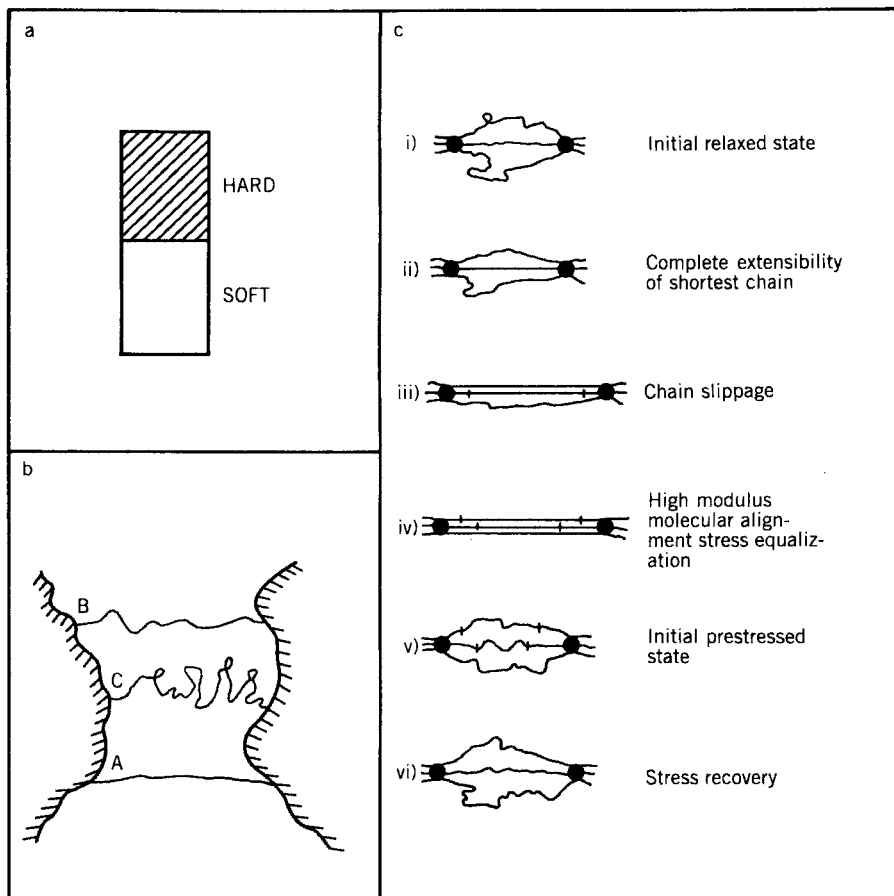 a
HARD
SOFT
b
B
C
A
c
i)
Initial relaxed state
ii)
Complete extensibility
of shortest chain
iii)
Chain slippage
iv)
High modulus
molecular align-
ment stress equaliz-
ation
v)
Initial prestressed
state
vi)
Stress recovery